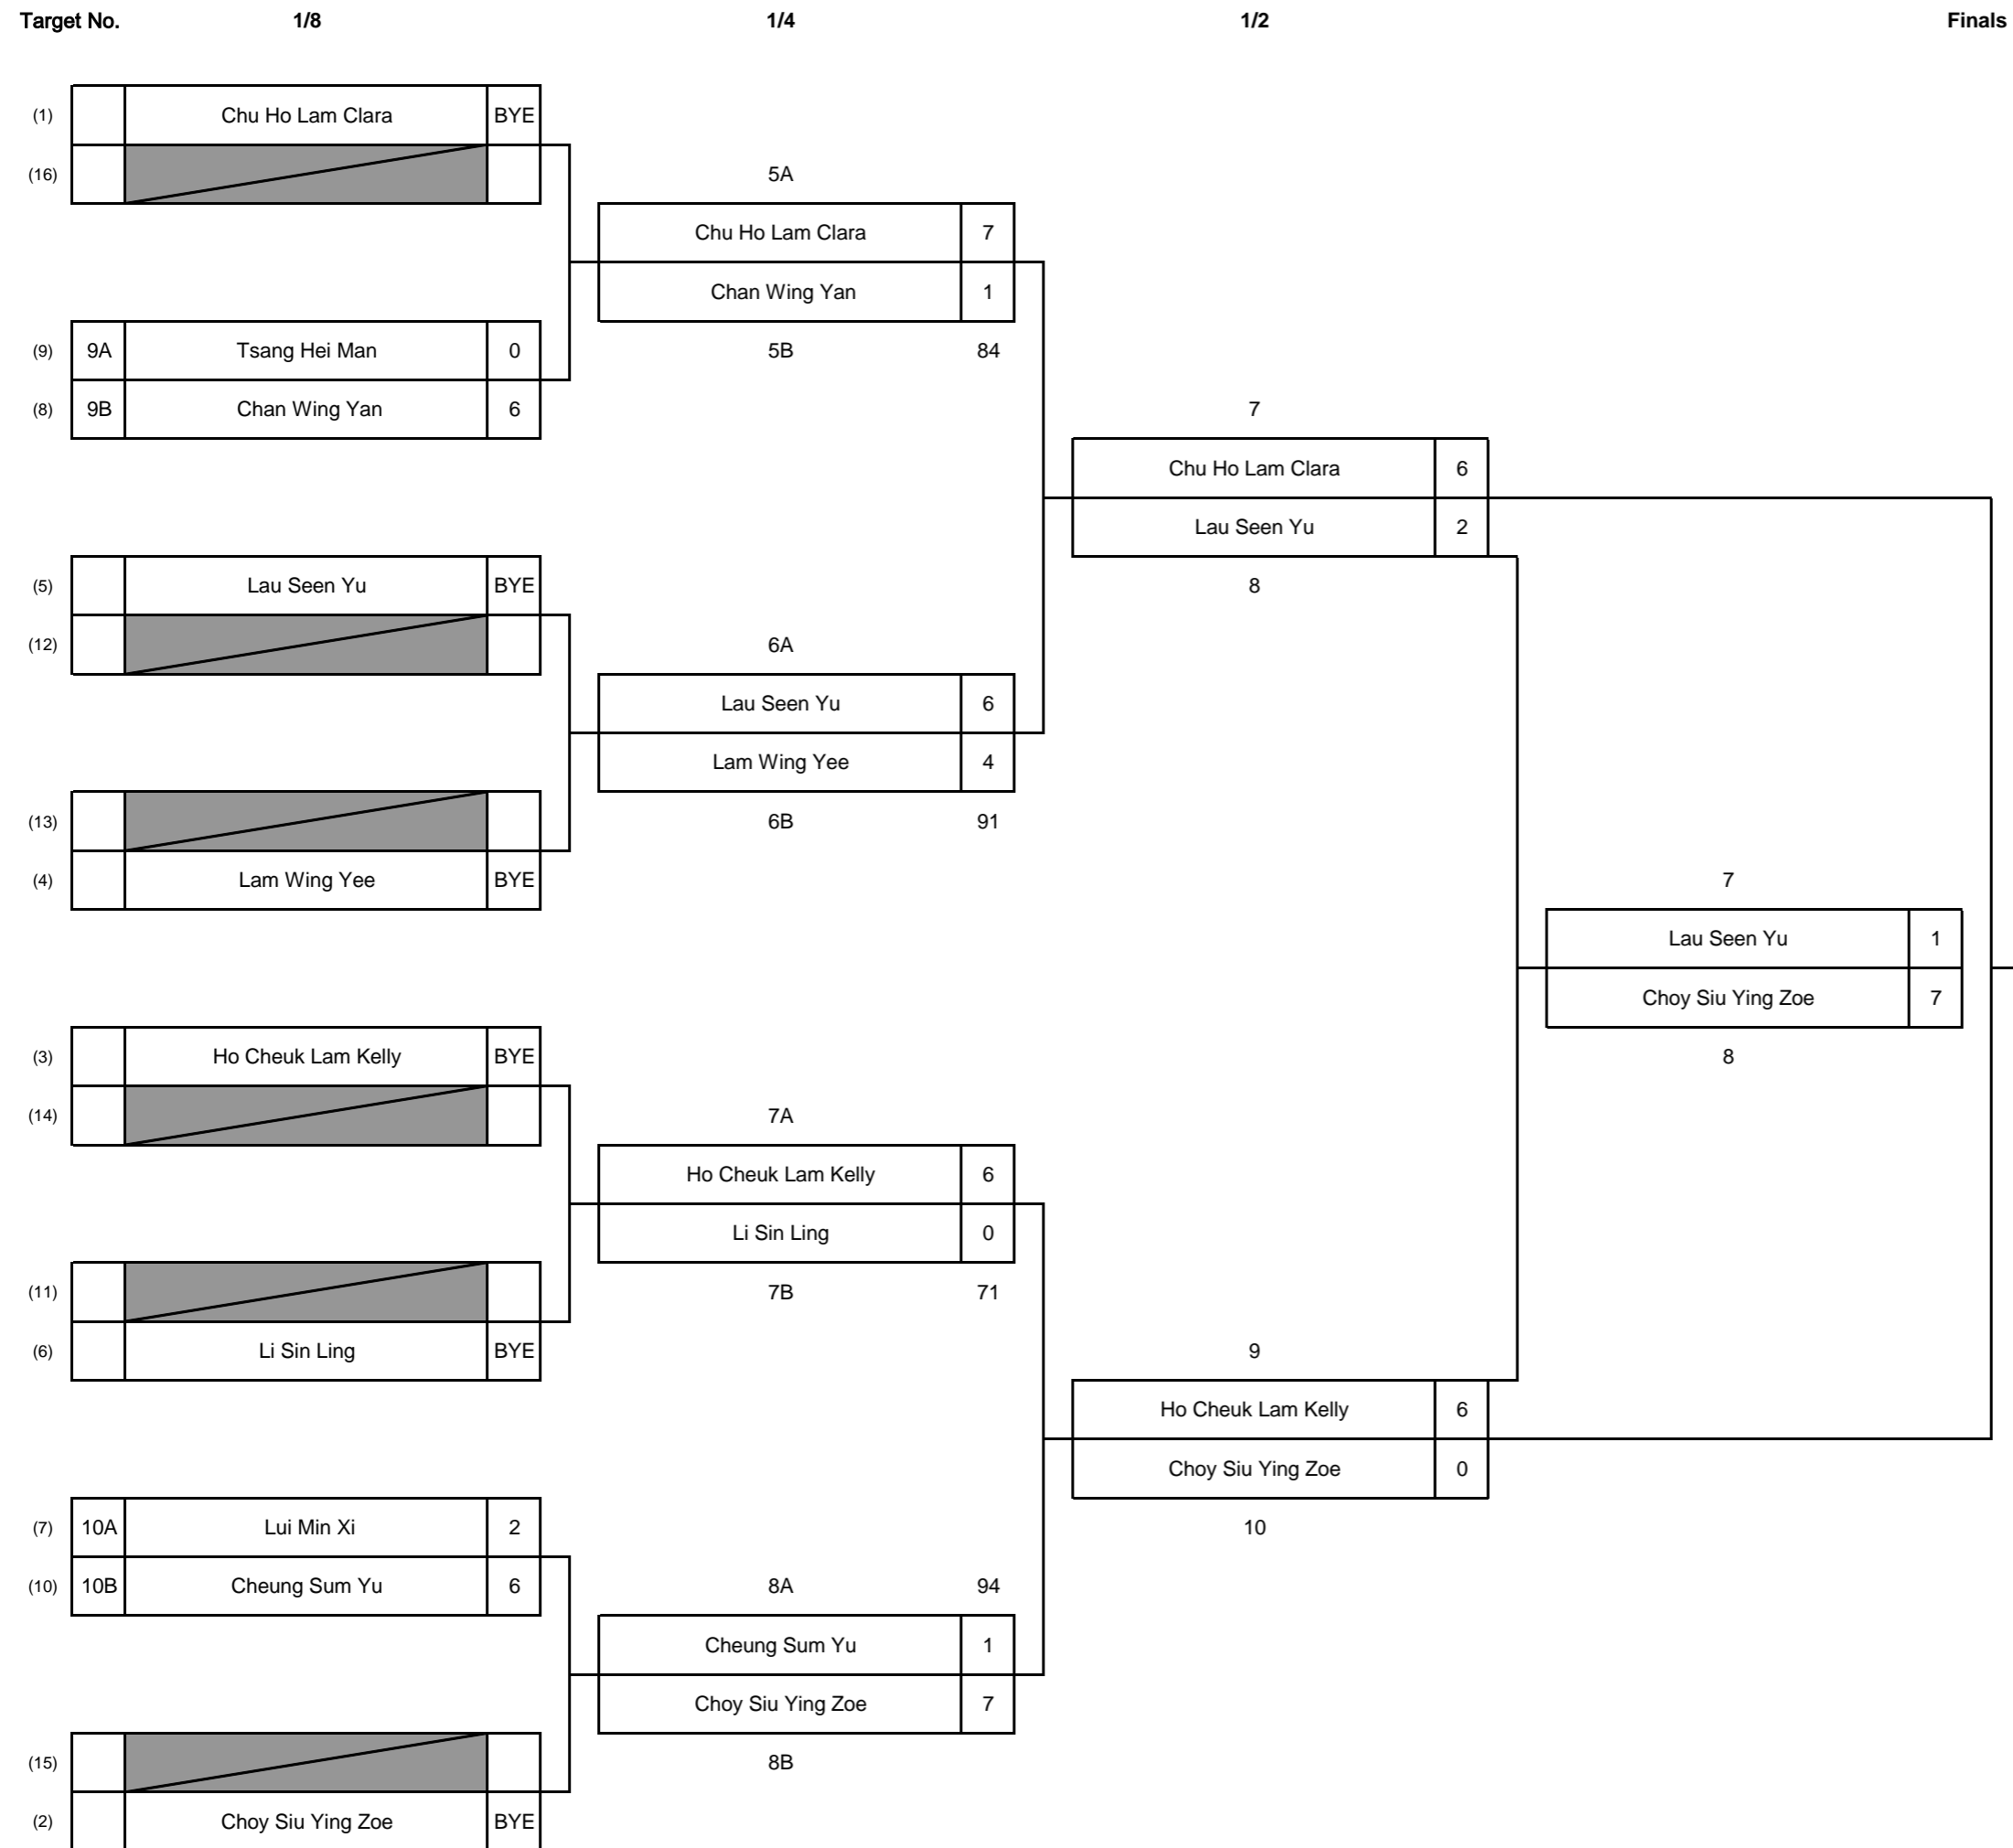 Target No. 1/8 1/4 1/2 Finals
(1) Chu Ho Lam Clara BYE
(16) 5A
Chu Ho Lam Clara 7
Chan Wing Yan 1
(9) 9A Tsang Hei Man 0 5B 84
(8) 9B Chan Wing Yan 6 7
Chu Ho Lam Clara 6
Lau Seen Yu 2
(5) Lau Seen Yu BYE 8
(12) 6A
Lau Seen Yu 6
Lam Wing Yee 4
(13) 6B 91
(4) Lam Wing Yee BYE 7
Lau Seen Yu 1
Choy Siu Ying Zoe 7
(3) Ho Cheuk Lam Kelly BYE 8
(14) 7A
Ho Cheuk Lam Kelly 6
Li Sin Ling 0
(11) 7B 71
(6) Li Sin Ling BYE 9
Ho Cheuk Lam Kelly 6
Choy Siu Ying Zoe 0
(7) 10A Lui Min Xi 2 10
(10) 10B Cheung Sum Yu 6 8A 94
Cheung Sum Yu 1
Choy Siu Ying Zoe 7
(15) 8B
(2) Choy Siu Ying Zoe BYE